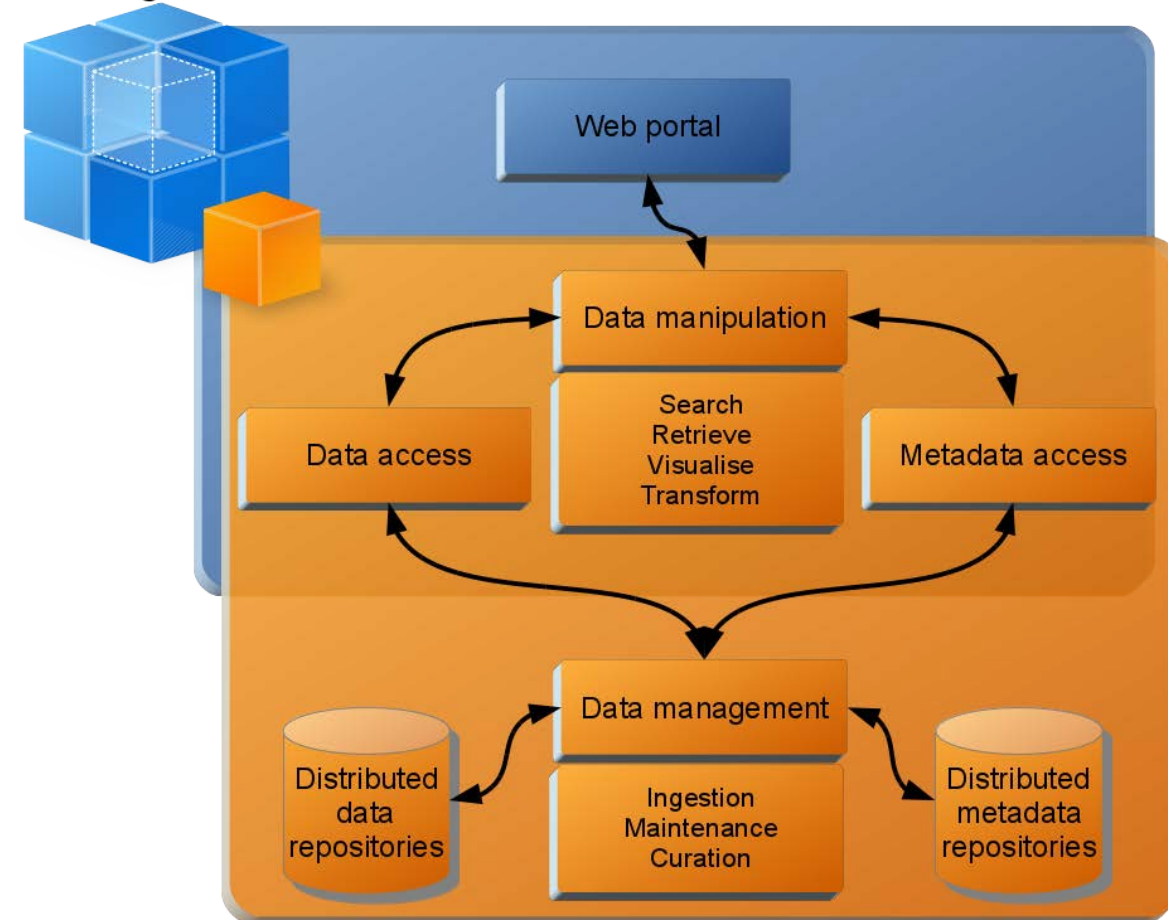 Web portal
Data manipulation
Search
Retrieve
Visualise
Transform
Data access
Metadata access
Data management
Ingestion
Maintenance
Curation
Distributed
data
repositories
Distributed
metadata
repositories